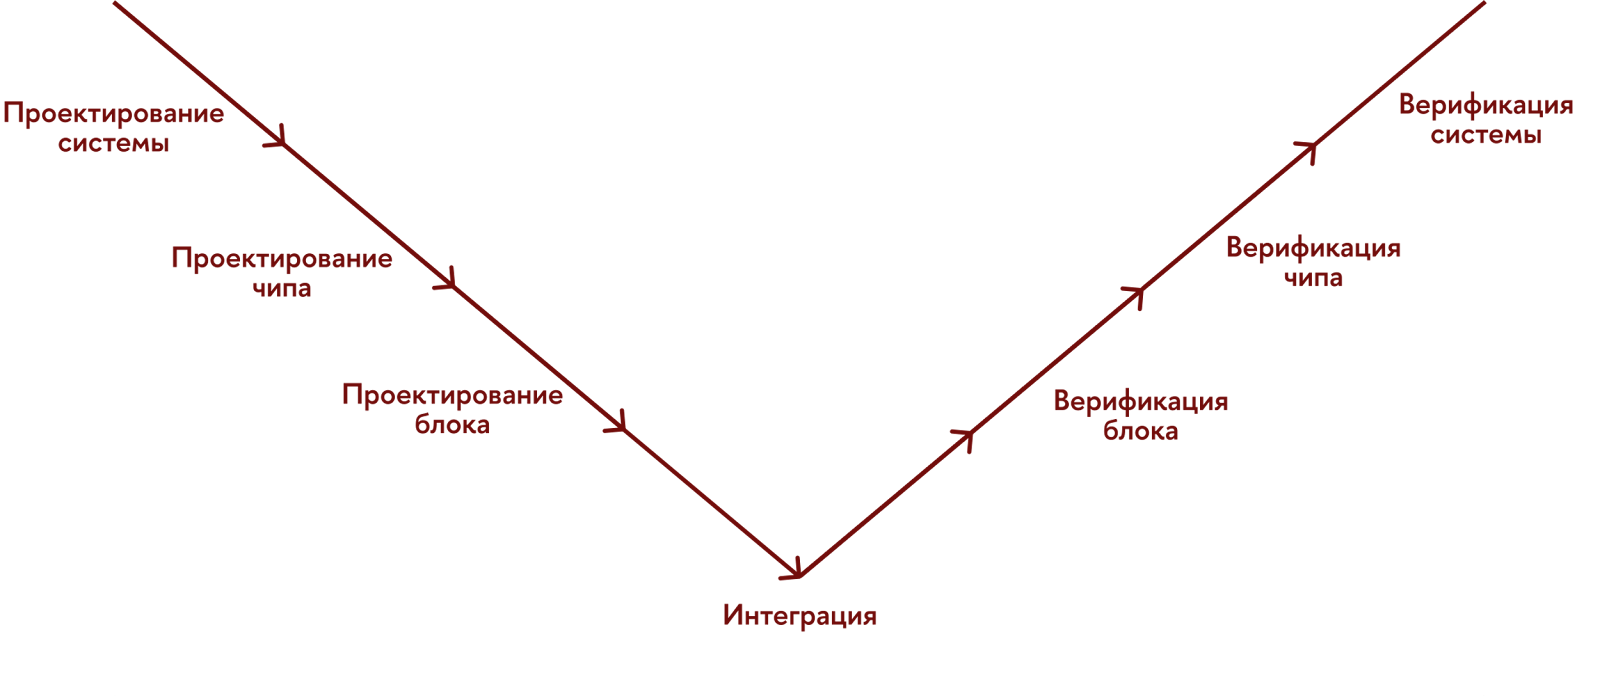 Проектирование
системы
Проектирование
чипа
Проектирование
блока
Интеграция
Верификация
блока
Верификация
чипа
Верификация
системы